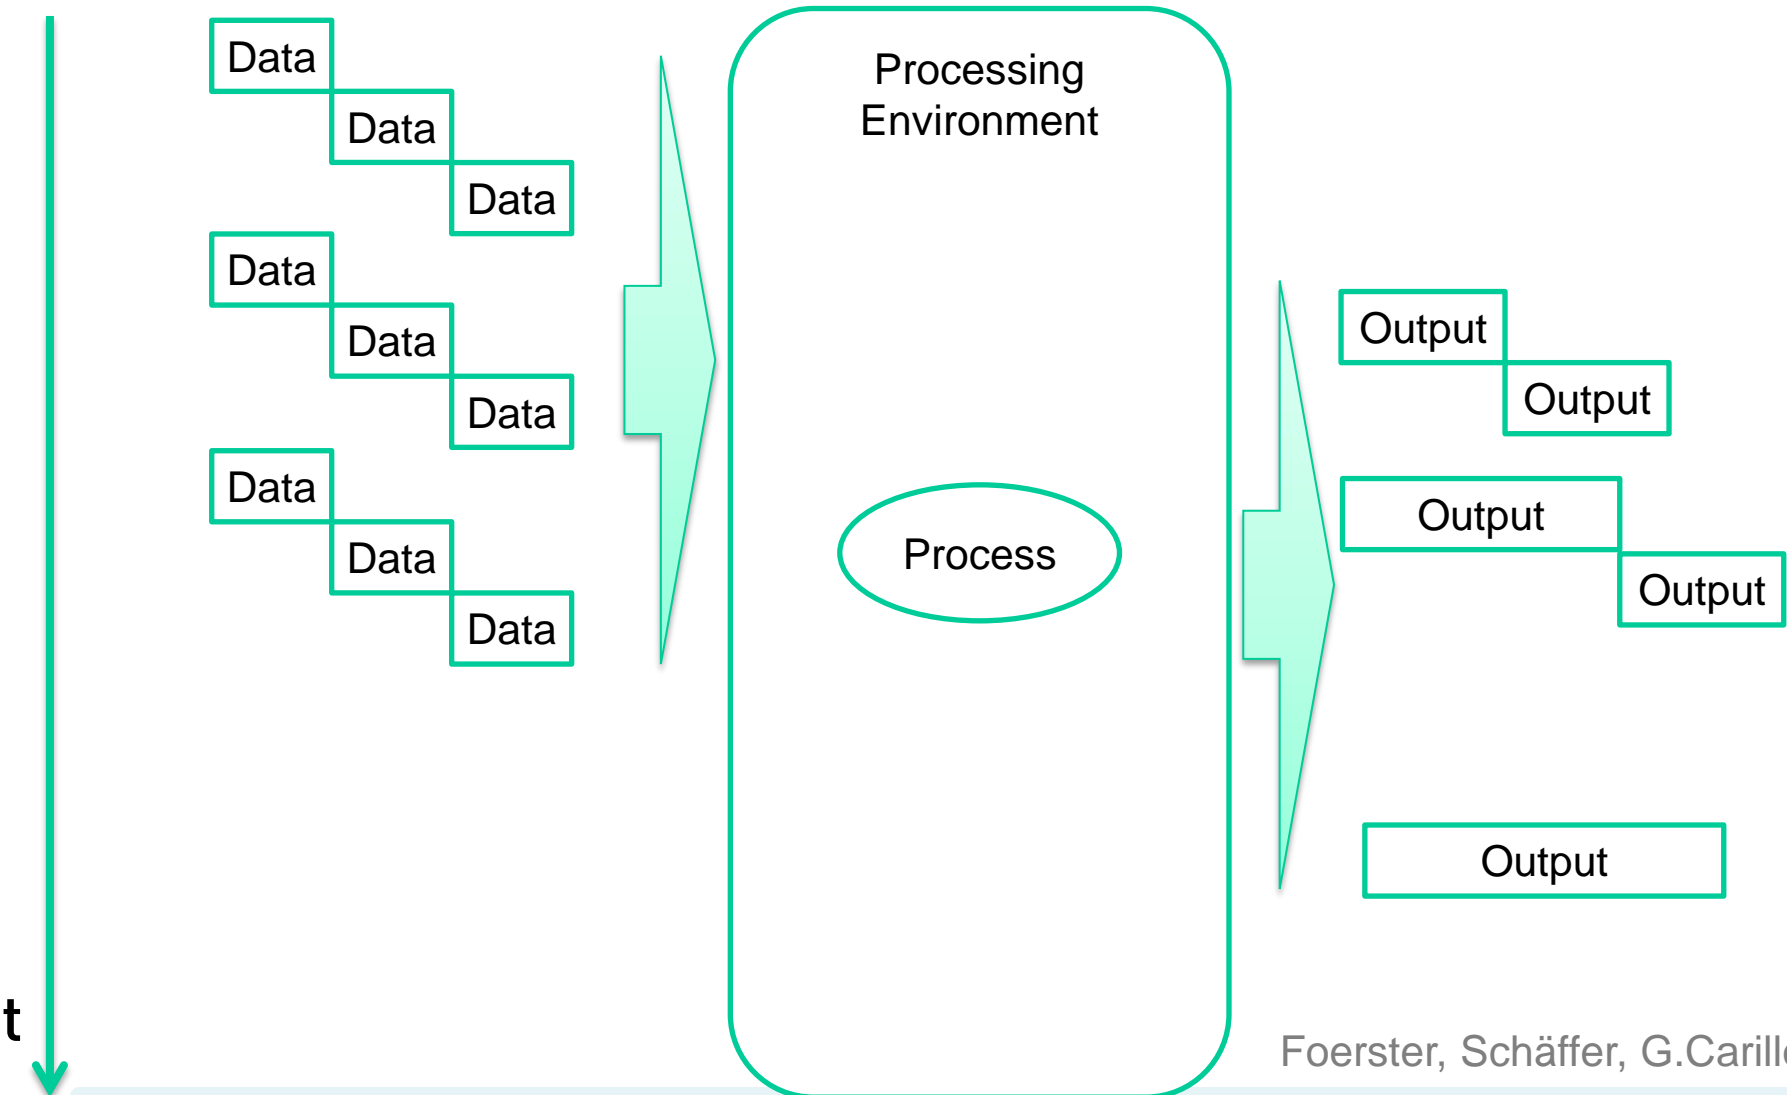 Data
Data
Data
Data
Data
Data
Data
Data
Data
Processing
Environment
Process
Output
Output
Output
Output
Output
t
Foerster, Schäffer, G.Carill